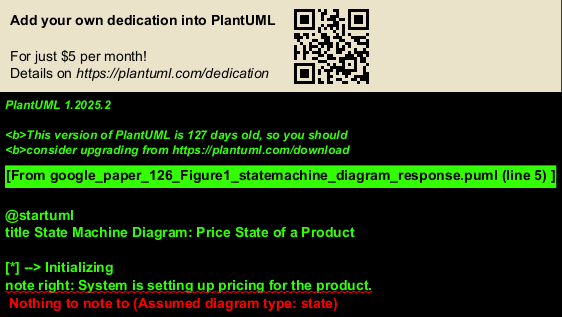 Add your own dedication into PlantUML
For just $5 per month!
Details on https://plantuml.com/dedication
PlantUML 1.2025.2
<b>This version of PlantUML is 127 days old, so you should
<b>consider upgrading from https://plantuml.com/download
[From google_paper_126_Figure1_statemachine_diagram_response.puml (line 5) ]
@startuml
title State Machine Diagram: Price State of a Product
[*] --> Initializing
note right: System is setting up pricing for the product.
Nothing to note to (Assumed diagram type: state)